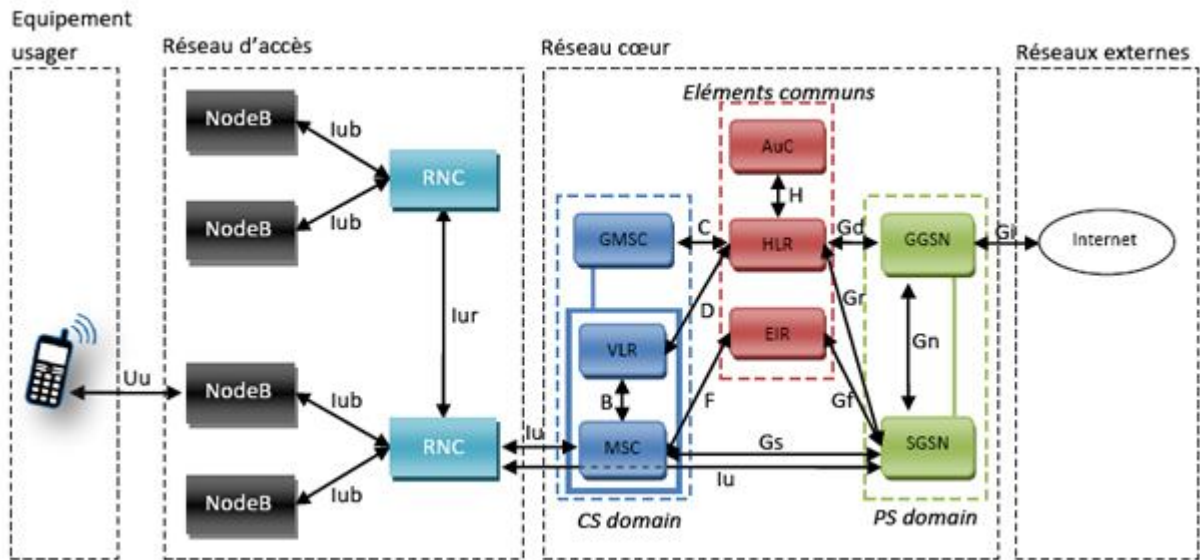 Equipement
usager
Réseau d'accès
Réseau cœur
Réseaux externes
Eléments communs
NodeB
Iub
RNC
NodeB
Iub
Iur
Uu
NodeB
Iub
RNC
NodeB
Iub
Iu
AuC
H
GMSC
C
HLR
Gd
GGSN
Gi
Internet
D
Gr
VLR
EIR
Gn
B
F
Gf
MSC
Gs
SGSN
Iu
CS domain
PS domain